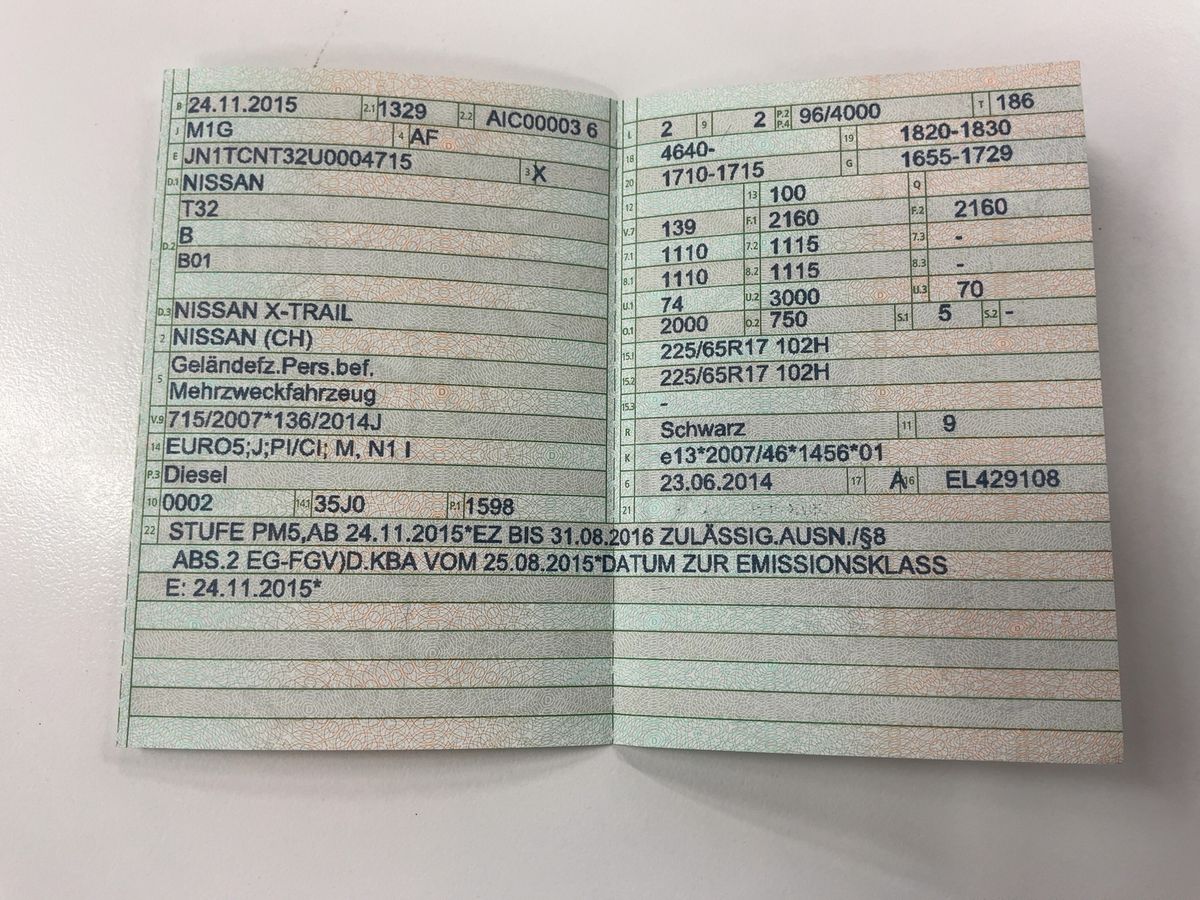 B 24.11.2015 2.1 1329 2.2 AIC00003 6
J M1G 4 AF
E JN1TCNT32U0004715 3 X
D.1 NISSAN
T32
D.2 B
B01
D.3 NISSAN X-TRAIL
2 NISSAN (CH)
5 Geländefz.Pers.bef.
Mehrzweckfahrzeug
V.9 715/2007*136/2014J
14 EURO5;J;PI/CI; M, N1 I
P.3 Diesel
10 0002 14.1 35J0 P.1 1598
L 2 9 2 P.2 P.4 96/4000 T 186
18 4640- 19 1820-1830
20 1710-1715 G 1655-1729
12 13 100 Q
V.7 139 F.1 2160 F.2 2160
7.1 1110 7.2 1115 7.3 -
8.1 1110 8.2 1115 8.3 -
U.1 74 U.2 3000 U.3 70
O.1 2000 O.2 750 S.1 5 S.2 -
15.1 225/65R17 102H
15.2 225/65R17 102H
15.3 -
R Schwarz 11 9
K e13*2007/46*1456*01
6 23.06.2014 17 A 16 EL429108
21
22 STUFE PM5,AB 24.11.2015*EZ BIS 31.08.2016 ZULÄSSIG.AUSN./§8
ABS.2 EG-FGV)D.KBA VOM 25.08.2015*DATUM ZUR EMISSIONSKLASS
E: 24.11.2015*